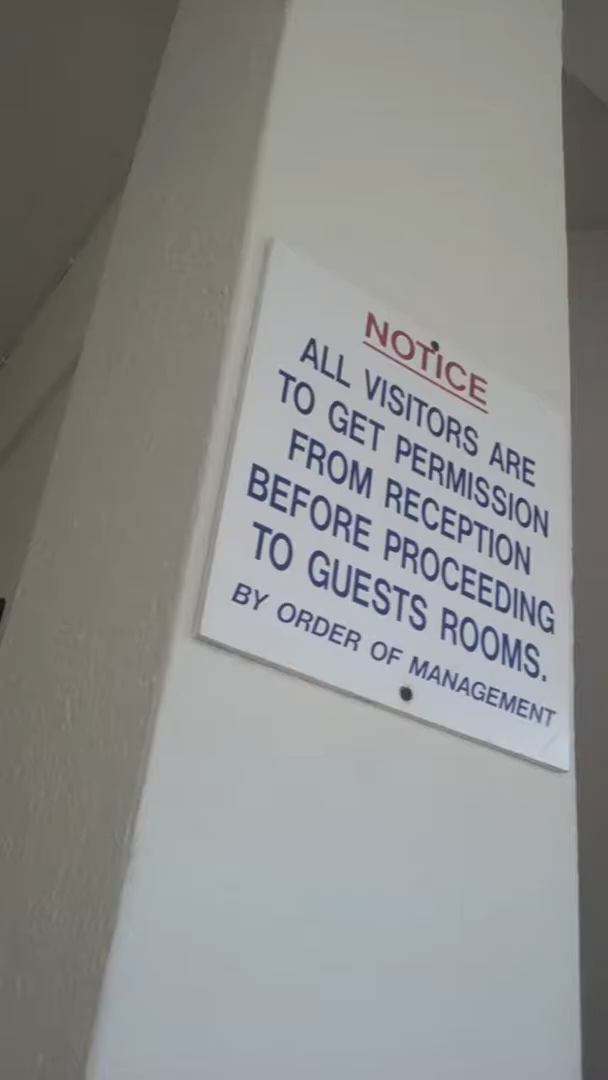 NOTICE
ALL VISITORS ARE
TO GET PERMISSION
FROM RECEPTION
BEFORE PROCEEDING
TO GUESTS ROOMS.
BY ORDER OF MANAGEMENT